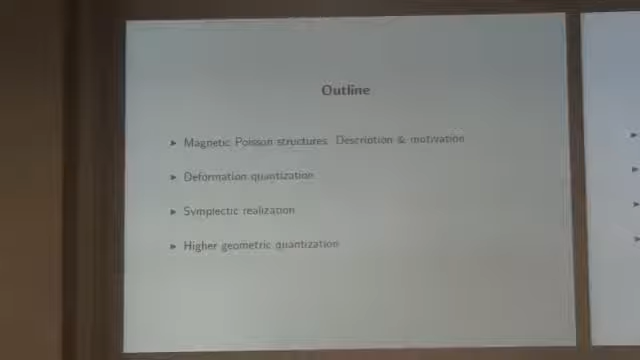 Outline
➤ Magnetic Poisson structures: Description & motivation
➤ Deformation quantization
➤ Symplectic realization
➤ Higher geometric quantization